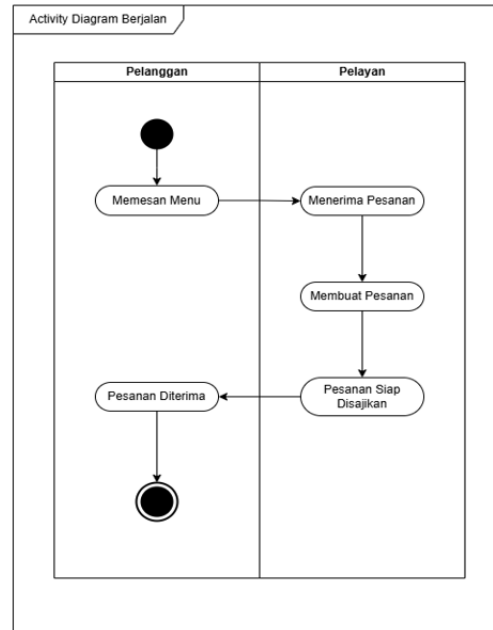 Activity Diagram Berjalan
Pelanggan
Pelayan
Memesan Menu
Menerima Pesanan
Membuat Pesanan
Pesanan Siap
Disajikan
Pesanan Diterima